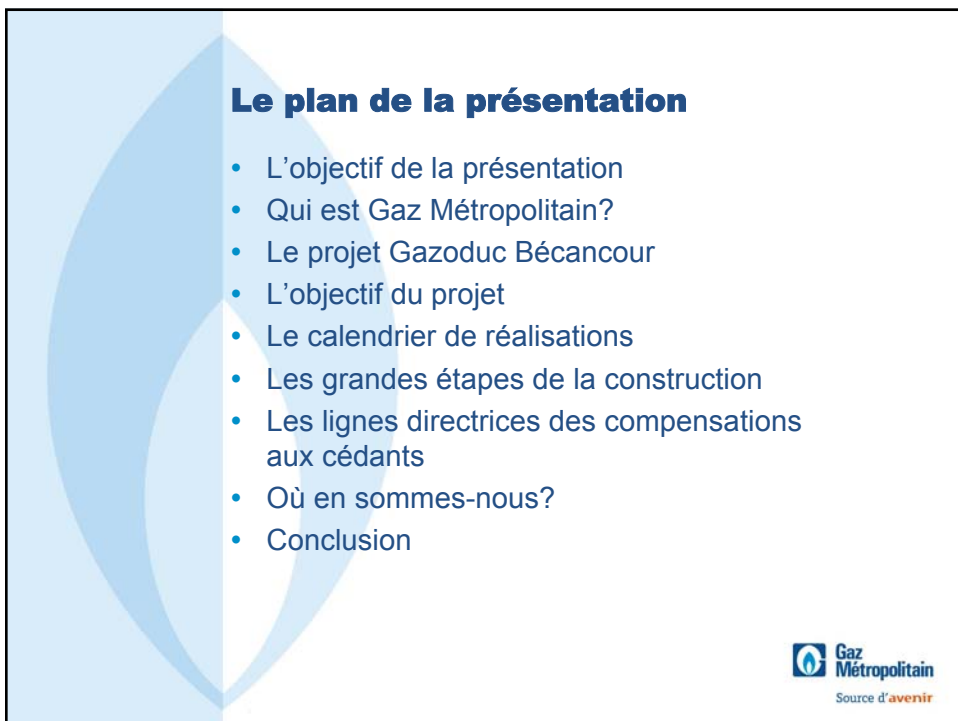 Le plan de la présentation
• L’objectif de la présentation
• Qui est Gaz Métropolitain?
• Le projet Gazoduc Bécancour
• L’objectif du projet
• Le calendrier de réalisations
• Les grandes étapes de la construction
• Les lignes directrices des compensations
aux cédants
• Où en sommes-nous?
• Conclusion
Gaz
Métropolitain
Source d’avenir